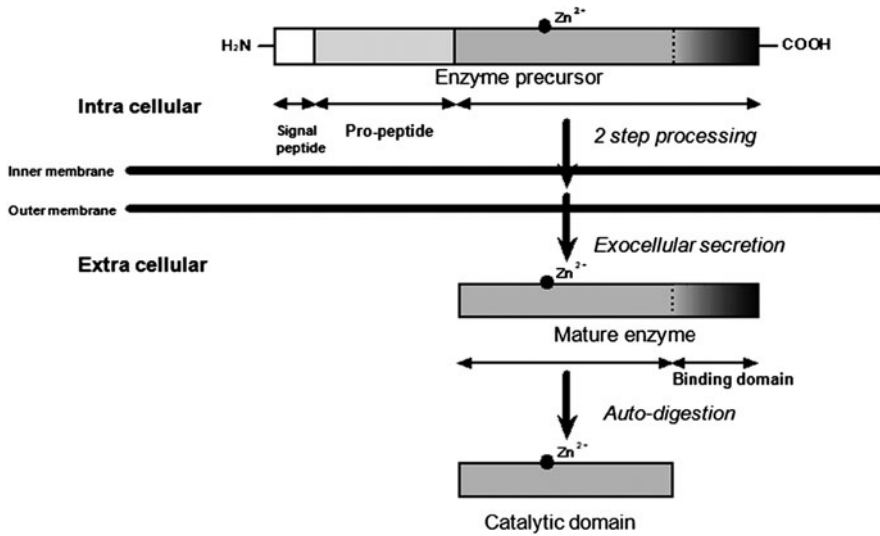 Zn²⁺
H₂N
COOH
Enzyme precursor
Intra cellular
Signal
peptide
Pro-peptide
2 step processing
Inner membrane
Outer membrane
Exocellular secretion
Extra cellular
Zn²⁺
Mature enzyme
Binding domain
Auto-digestion
Zn²⁺
Catalytic domain